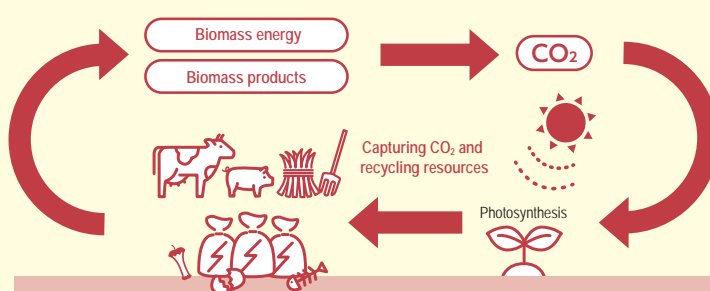 Biomass energy
Biomass products
CO₂
Capturing CO₂ and
recycling resources
Photosynthesis